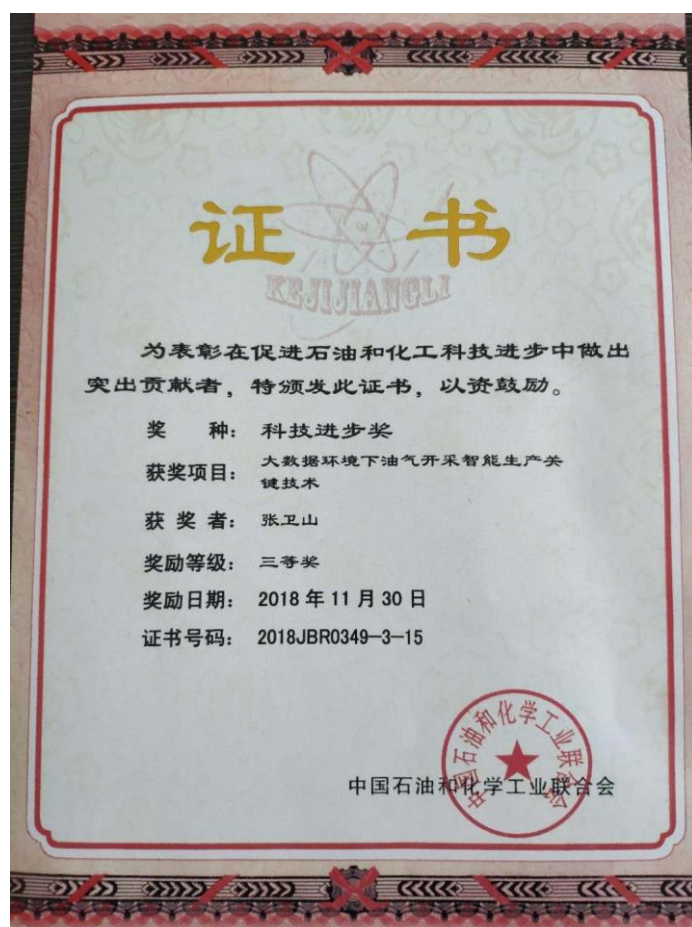 证 书
KEJIJIANGLI
为表彰在促进石油和化工科技进步中做出
突出贡献者，特颁发此证书，以资鼓励。
奖 种：科技进步奖
获奖项目：大数据环境下油气开采智能生产关
键技术
获 奖 者：张卫山
奖励等级：三等奖
奖励日期：2018 年 11 月 30 日
证书号码：2018JBR0349-3-15
中国石油和化学工业联合会
中国石油和化学工业联合会